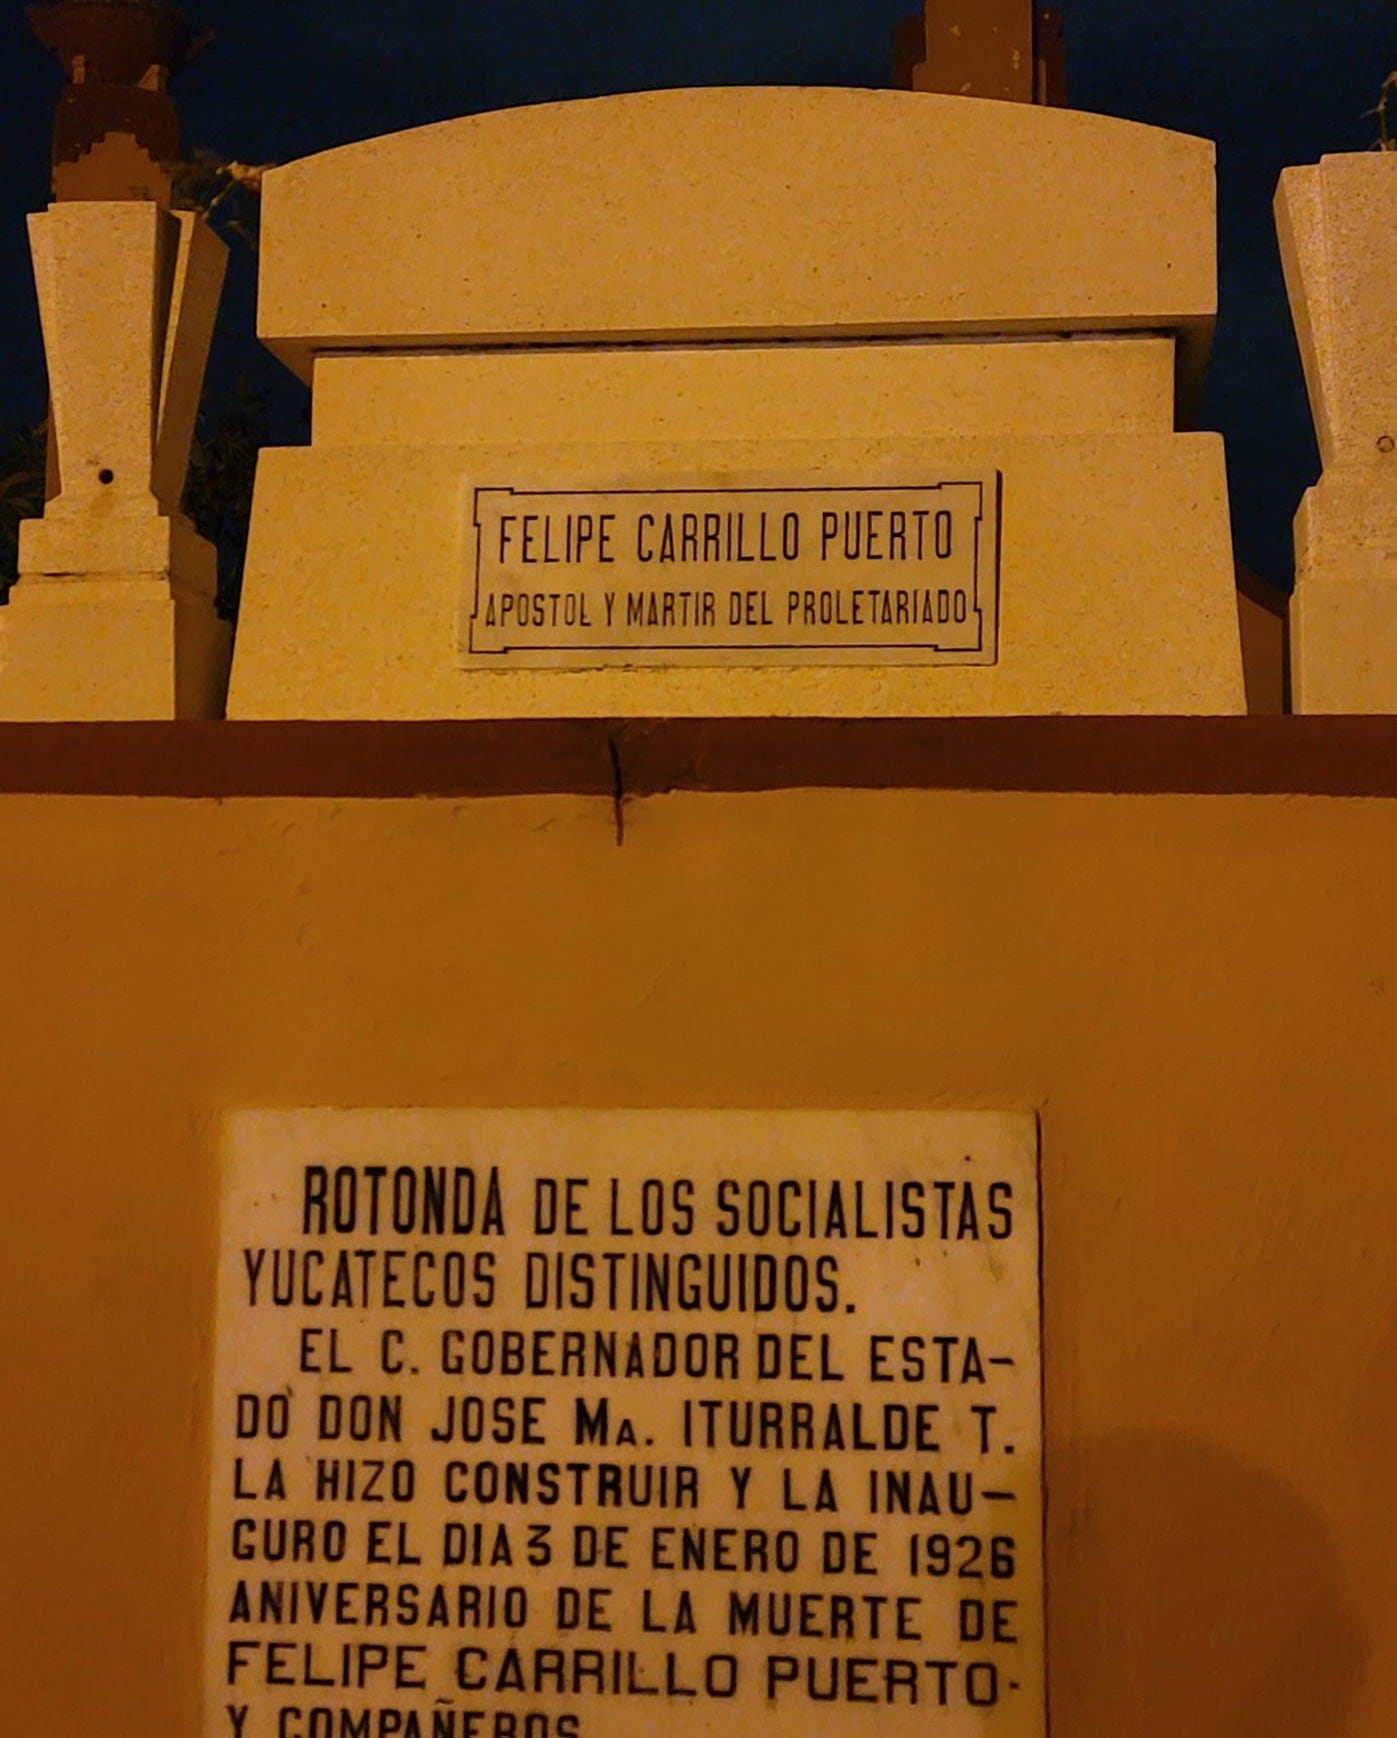 FELIPE CARRILLO PUERTO
APOSTOL Y MARTIR DEL PROLETARIADO
ROTONDA DE LOS SOCIALISTAS
YUCATECOS DISTINGUIDOS.
EL C. GOBERNADOR DEL ESTA-
DO DON JOSE MA. ITURRALDE T.
LA HIZO CONSTRUIR Y LA INAU-
GURO EL DIA 3 DE ENERO DE 1926
ANIVERSARIO DE LA MUERTE DE
FELIPE CARRILLO PUERTO.
Y COMPAÑEROS